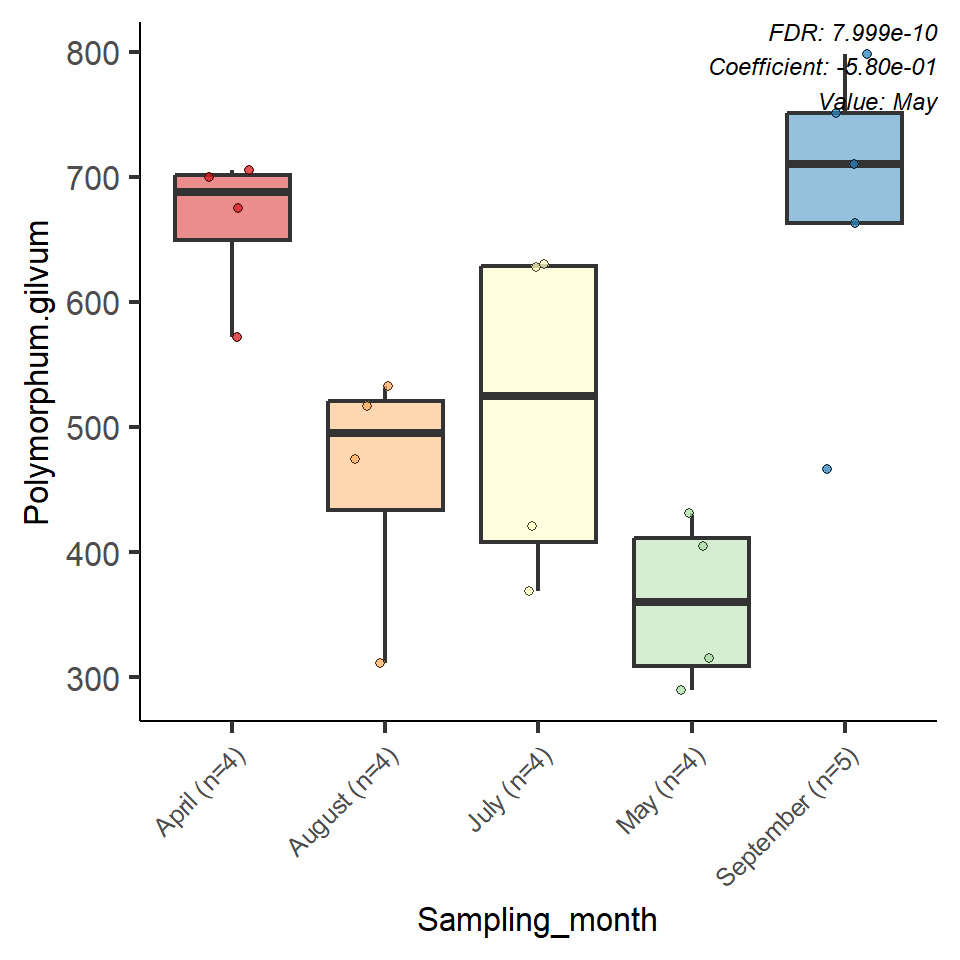 FDR: 7.999e-10
Coefficient: -5.80e-01
Value: May
800
700
600
500
400
300
Polymorphum.gilvum
April (n=4)
August (n=4)
July (n=4)
May (n=4)
September (n=5)
Sampling_month